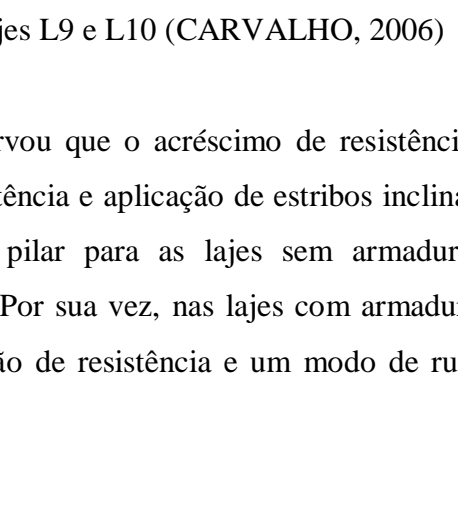 jes L9 e L10 (CARVALHO, 2006)
rvou que o acréscimo de resistênci
tência e aplicação de estribos inclina
pilar para as lajes sem armadur
Por sua vez, nas lajes com armadur
ão de resistência e um modo de ru